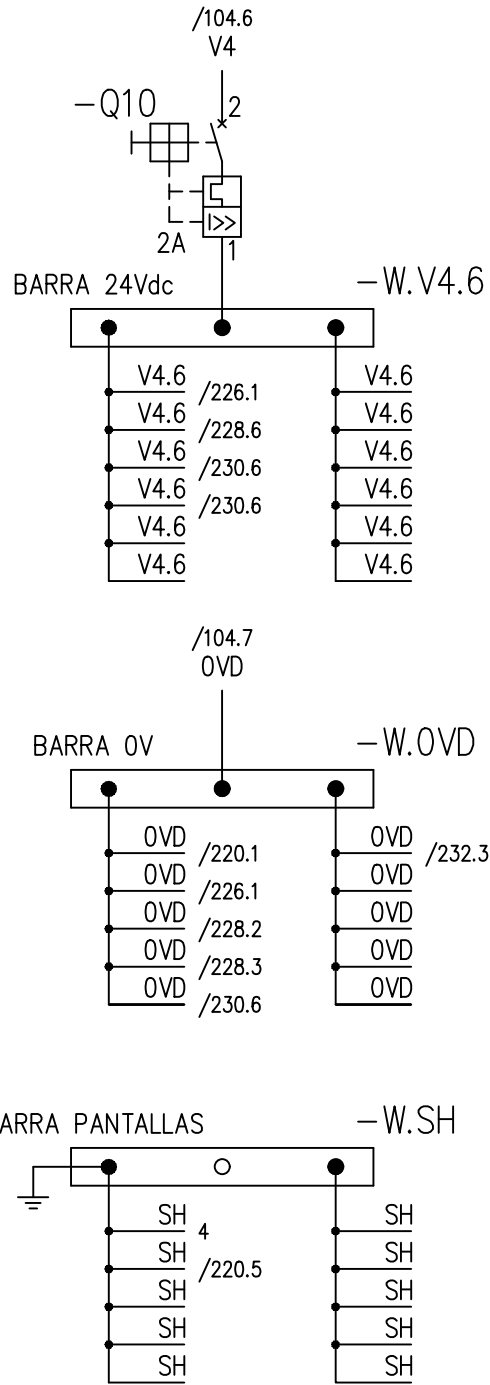 /104.6
V4
-Q10
2
2A
1
BARRA 24Vdc
-W.V4.6
V4.6 /226.1 V4.6
V4.6 /228.6 V4.6
V4.6 /230.6 V4.6
V4.6 /230.6 V4.6
V4.6 V4.6
V4.6 V4.6
/104.7
0VD
BARRA 0V
-W.0VD
0VD /220.1 0VD /232.3
0VD /226.1 0VD
0VD /228.2 0VD
0VD /228.3 0VD
0VD /230.6 0VD
ARRA PANTALLAS
-W.SH
SH 4 SH
SH /220.5 SH
SH SH
SH SH
SH SH